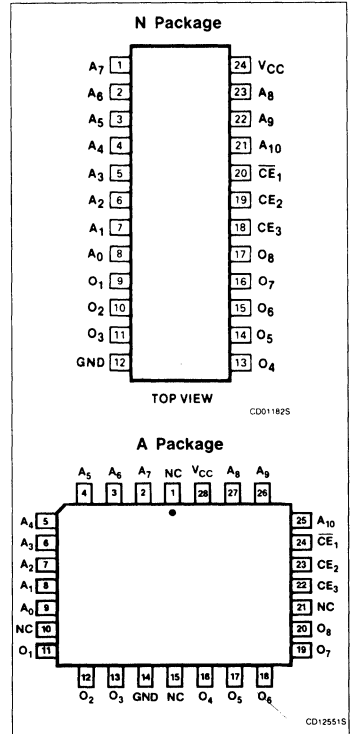 N Package
A7 1 24 VCC
A6 2 23 A8
A5 3 22 A9
A4 4 21 A10
A3 5 20 C̅E̅1
A2 6 19 CE2
A1 7 18 CE3
A0 8 17 O8
O1 9 16 O7
O2 10 15 O6
O3 11 14 O5
GND 12 13 O4
TOP VIEW
CD01182S
A Package
A5 A6 A7 NC VCC A8 A9
4 3 2 1 28 27 26
A4 5 25 A10
A3 6 24 C̅E̅1
A2 7 23 CE2
A1 8 22 CE3
A0 9 21 NC
NC 10 20 O8
O1 11 19 O7
12 13 14 15 16 17 18
O2 O3 GND NC O4 O5 O6
CD12551S